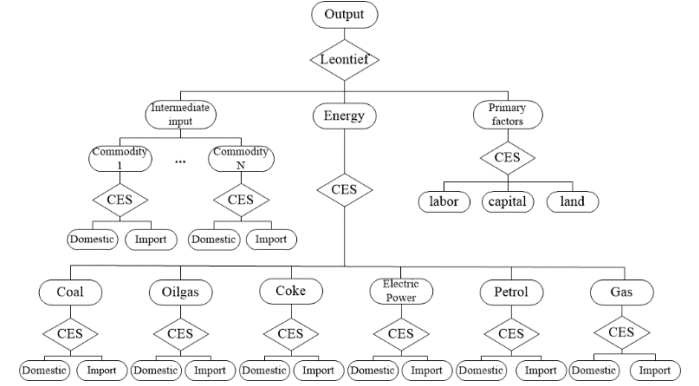 Output
Leontief
Intermediate
input
Energy
Primary
factors
Commodity
1
...
Commodity
N
CES
CES
CES
CES
labor
capital
land
Domestic
Import
Domestic
Import
Coal
Oilgas
Coke
Electric
Power
Petrol
Gas
CES
CES
CES
CES
CES
CES
Domestic
Import
Domestic
Import
Domestic
Import
Domestic
Import
Domestic
Import
Domestic
Import